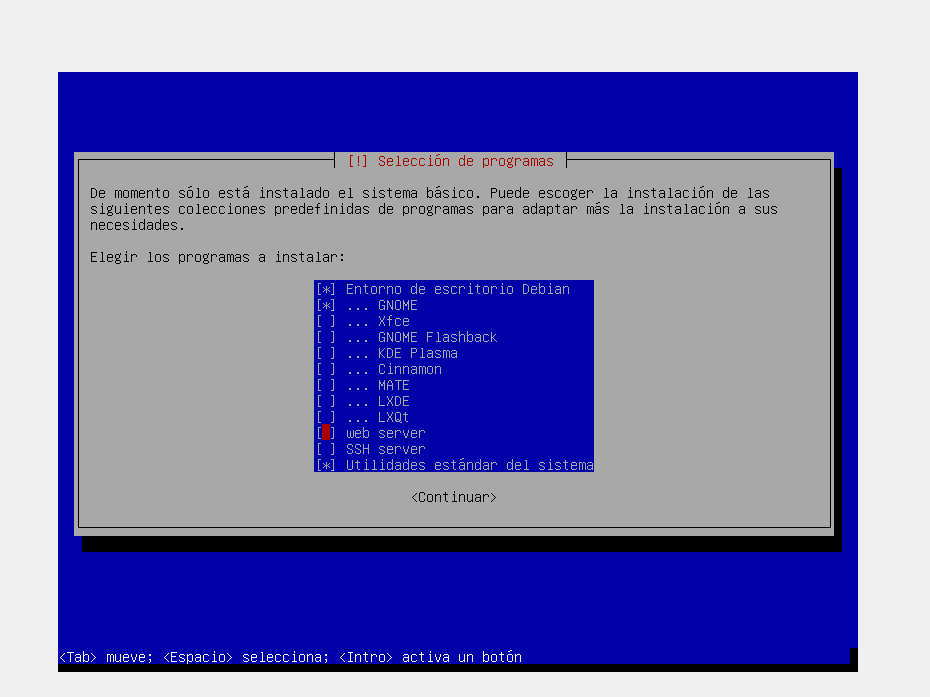 [!] Selección de programas
De momento sólo está instalado el sistema básico. Puede escoger la instalación de las
siguientes colecciones predefinidas de programas para adaptar más la instalación a sus
necesidades.
Elegir los programas a instalar:
[*] Entorno de escritorio Debian
[*] ... GNOME
[ ] ... Xfce
[ ] ... GNOME Flashback
[ ] ... KDE Plasma
[ ] ... Cinnamon
[ ] ... MATE
[ ] ... LXDE
[ ] ... LXQt
[ ] web server
[ ] SSH server
[*] Utilidades estándar del sistema
<Continuar>
<Tab> mueve; <Espacio> selecciona; <Intro> activa un botón